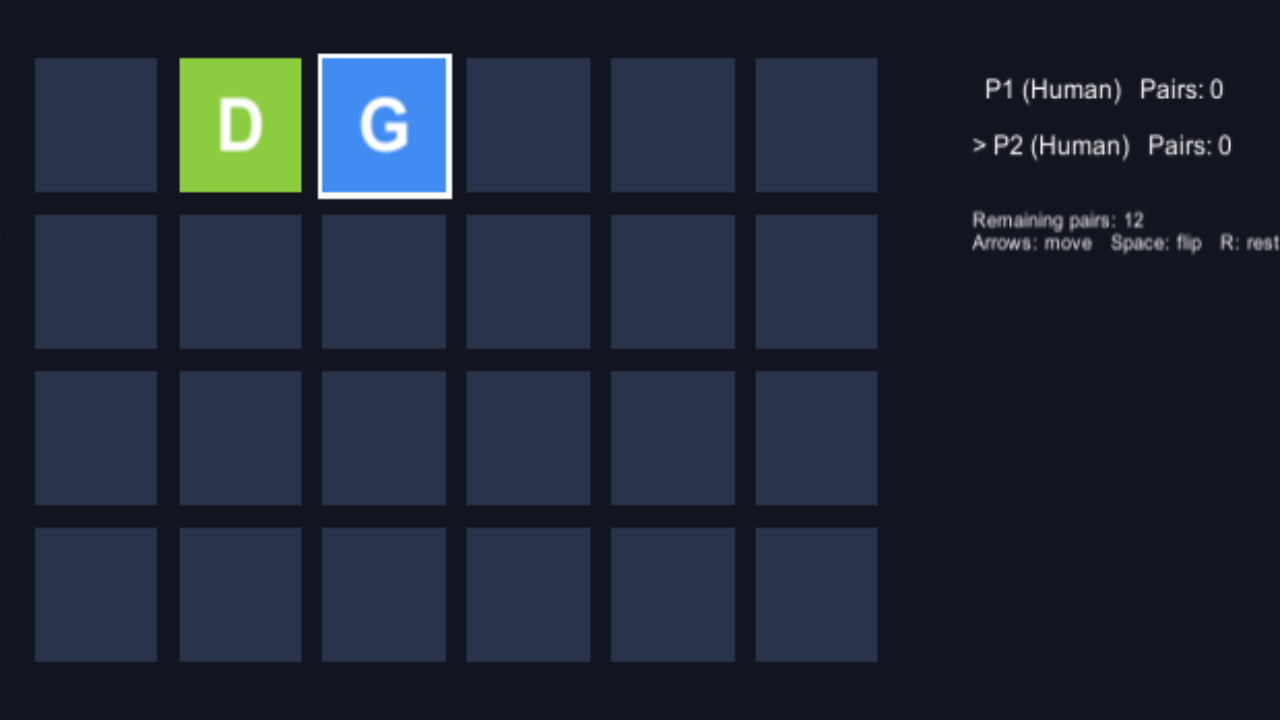 D G
P1 (Human) Pairs: 0
> P2 (Human) Pairs: 0
Remaining pairs: 12
Arrows: move Space: flip R: rest